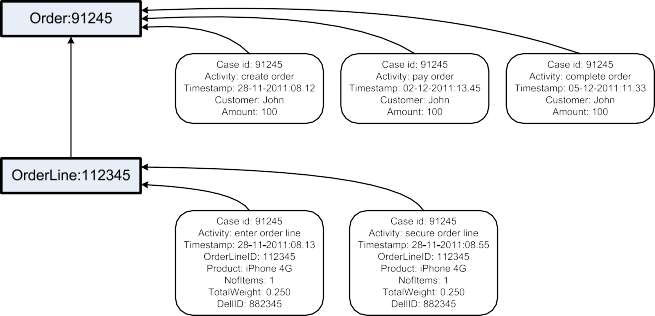 Order:91245
Case id: 91245
Activity: create order
Timestamp: 28-11-2011:08.12
Customer: John
Amount: 100
Case id: 91245
Activity: pay order
Timestamp: 02-12-2011:13.45
Customer: John
Amount: 100
Case id: 91245
Activity: complete order
Timestamp: 05-12-2011:11.33
Customer: John
Amount: 100
OrderLine:112345
Case id: 91245
Activity: enter order line
Timestamp: 28-11-2011:08.13
OrderLineID: 112345
Product: iPhone 4G
NofItems: 1
TotalWeight: 0.250
DellID: 882345
Case id: 91245
Activity: secure order line
Timestamp: 28-11-2011:08.55
OrderLineID: 112345
Product: iPhone 4G
NofItems: 1
TotalWeight: 0.250
DellID: 882345